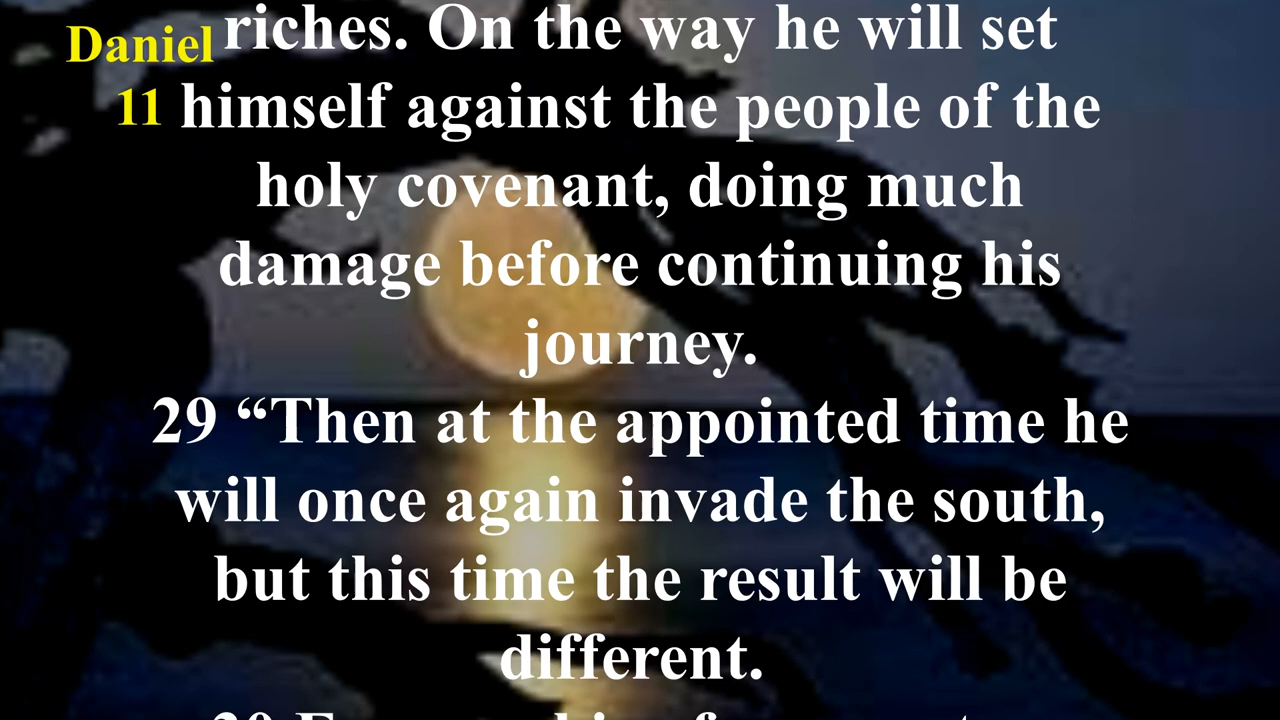 Daniel
11
riches. On the way he will set
himself against the people of the
holy covenant, doing much
damage before continuing his
journey.
29 “Then at the appointed time he
will once again invade the south,
but this time the result will be
different.